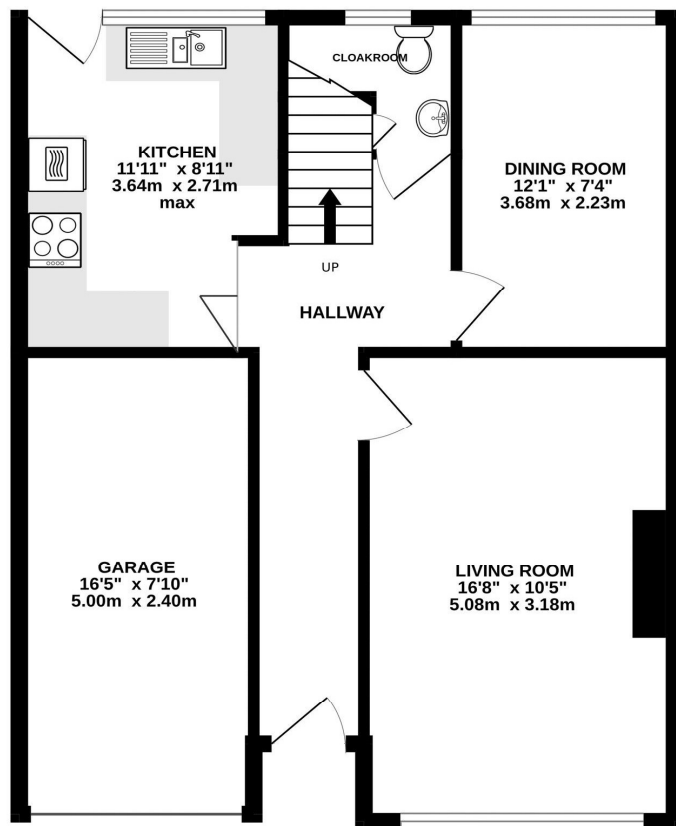 CLOAKROOM
KITCHEN
11'11" x 8'11"
3.64m x 2.71m
max
DINING ROOM
12'1" x 7'4"
3.68m x 2.23m
UP
HALLWAY
GARAGE
16'5" x 7'10"
5.00m x 2.40m
LIVING ROOM
16'8" x 10'5"
5.08m x 3.18m